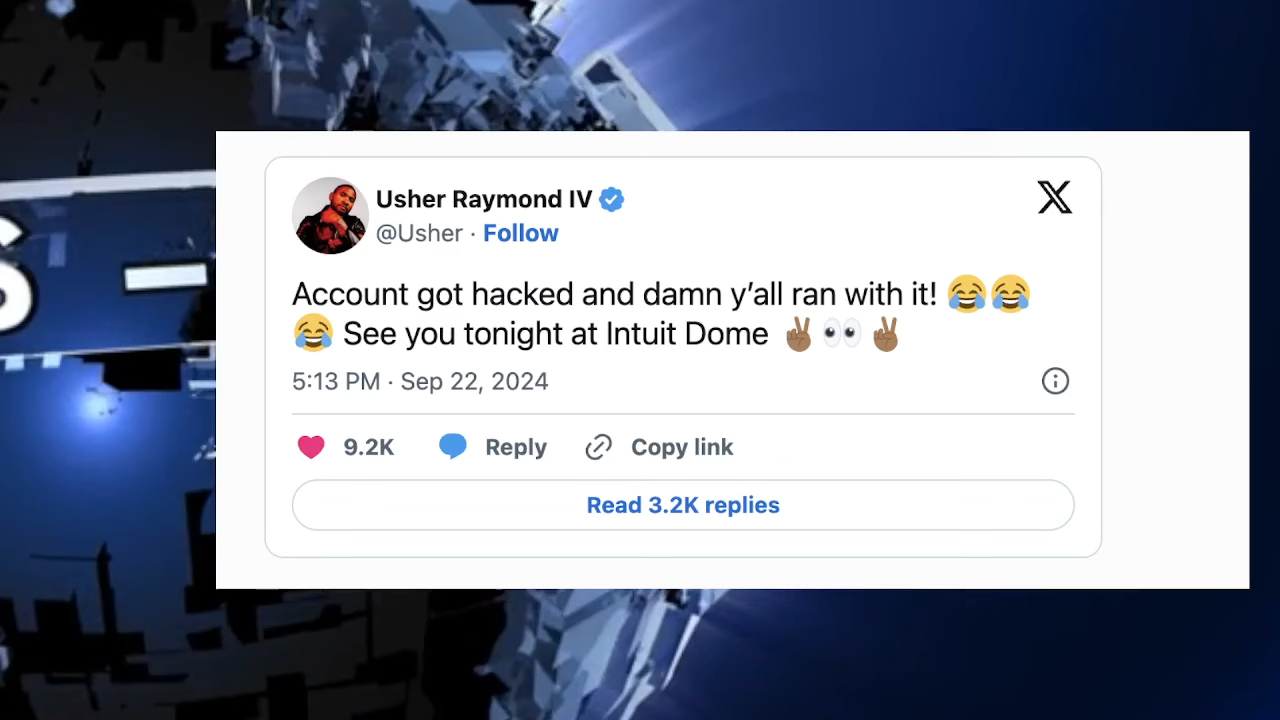 S -
Usher Raymond IV
@Usher · Follow
Account got hacked and damn y’all ran with it! 😂😂
😂 See you tonight at Intuit Dome ✌🏾👀✌🏾
5:13 PM · Sep 22, 2024
9.2K Reply Copy link
Read 3.2K replies